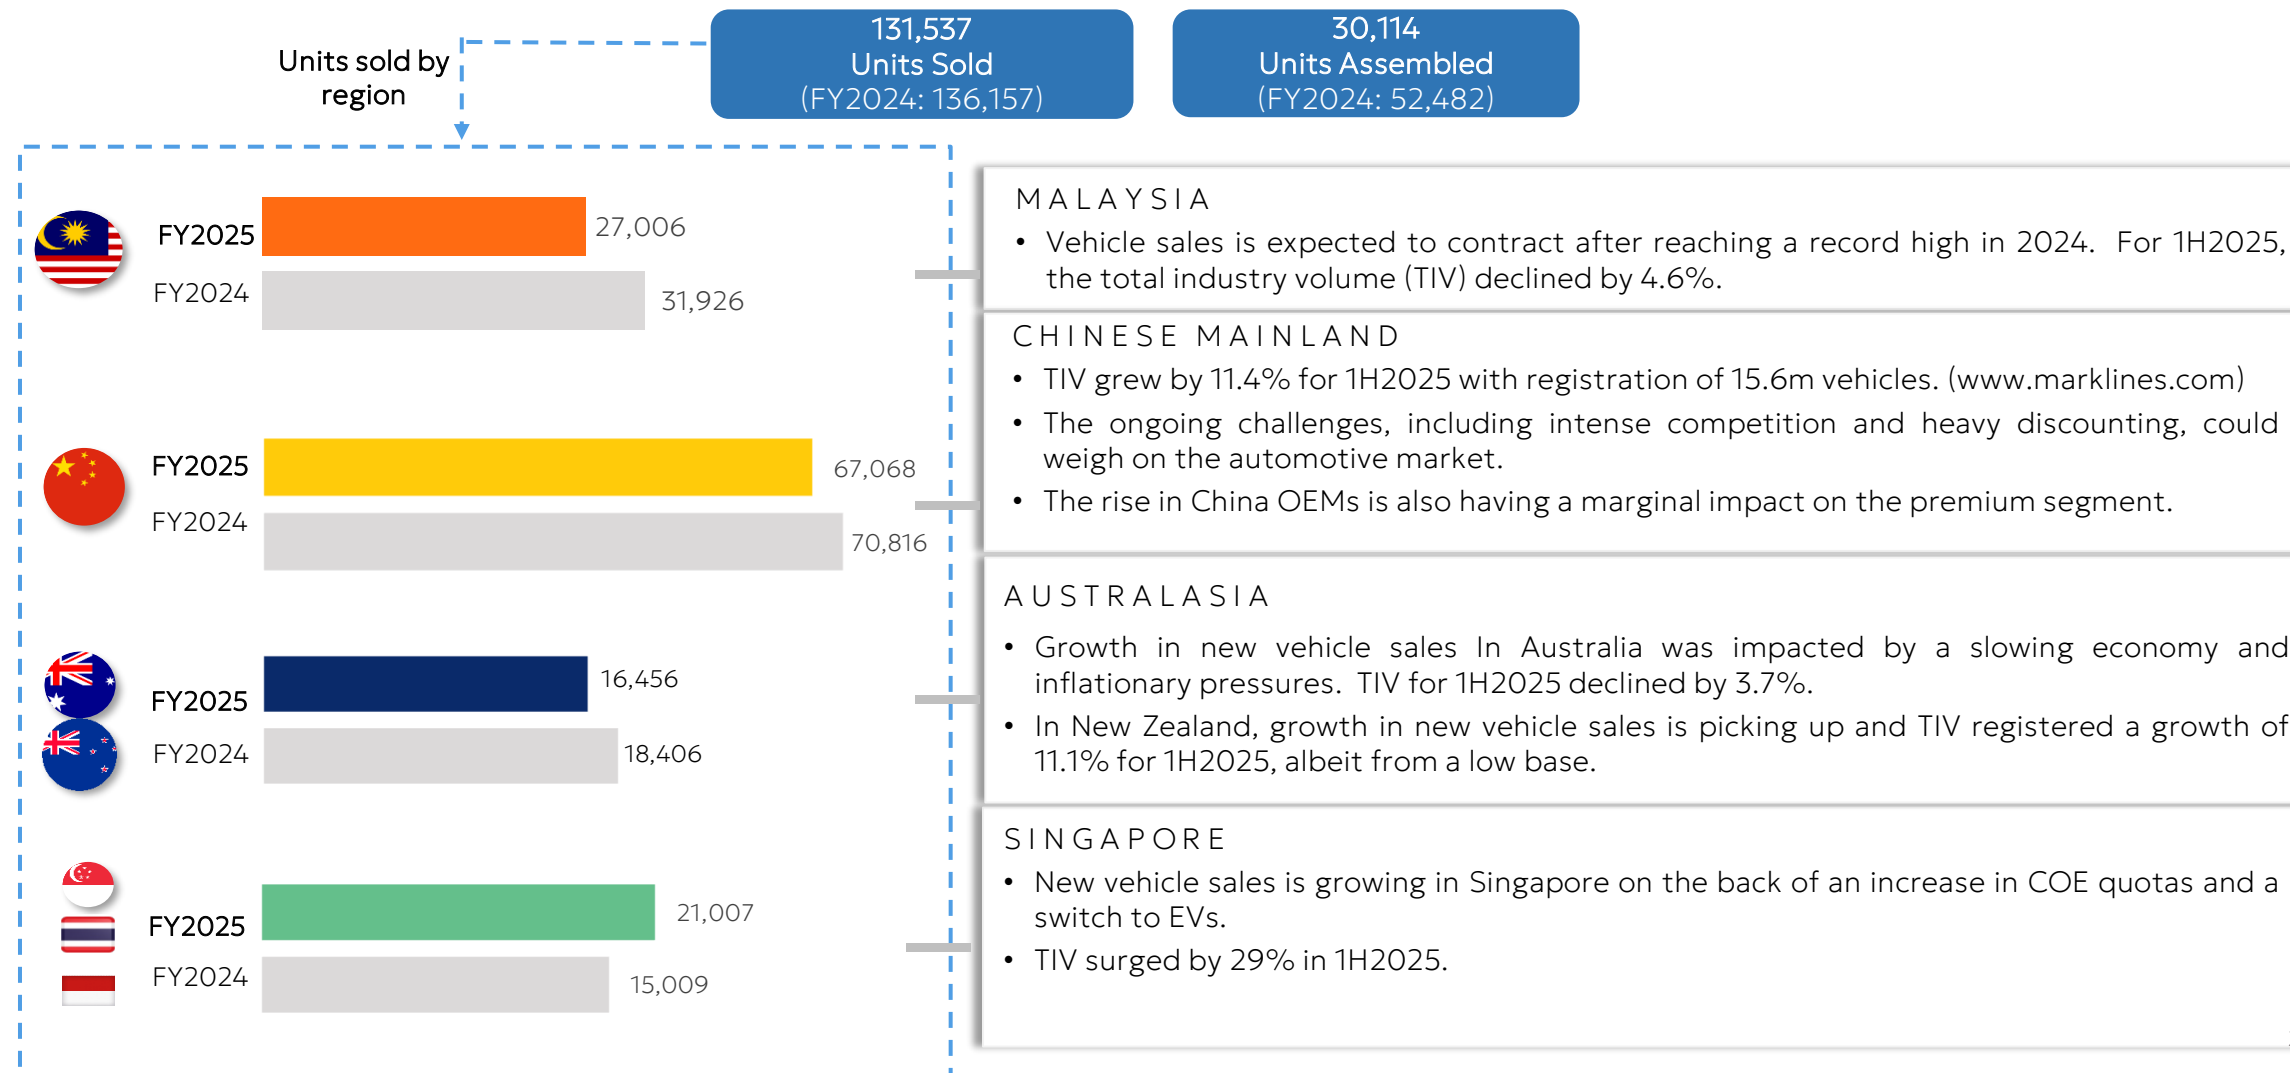 131,537
Units Sold
(FY2024: 136,157)
30,114
Units Assembled
(FY2024: 52,482)
Units sold by
region
FY2025
27,006
FY2024
31,926
FY2025
67,068
FY2024
70,816
FY2025
16,456
FY2024
18,406
FY2025
21,007
FY2024
15,009
MALAYSIA
• Vehicle sales is expected to contract after reaching a record high in 2024. For 1H2025,
the total industry volume (TIV) declined by 4.6%.
CHINESE MAINLAND
• TIV grew by 11.4% for 1H2025 with registration of 15.6m vehicles. (www.marklines.com)
• The ongoing challenges, including intense competition and heavy discounting, could
weigh on the automotive market.
• The rise in China OEMs is also having a marginal impact on the premium segment.
AUSTRALASIA
• Growth in new vehicle sales In Australia was impacted by a slowing economy and
inflationary pressures. TIV for 1H2025 declined by 3.7%.
• In New Zealand, growth in new vehicle sales is picking up and TIV registered a growth of
11.1% for 1H2025, albeit from a low base.
SINGAPORE
• New vehicle sales is growing in Singapore on the back of an increase in COE quotas and a
switch to EVs.
• TIV surged by 29% in 1H2025.